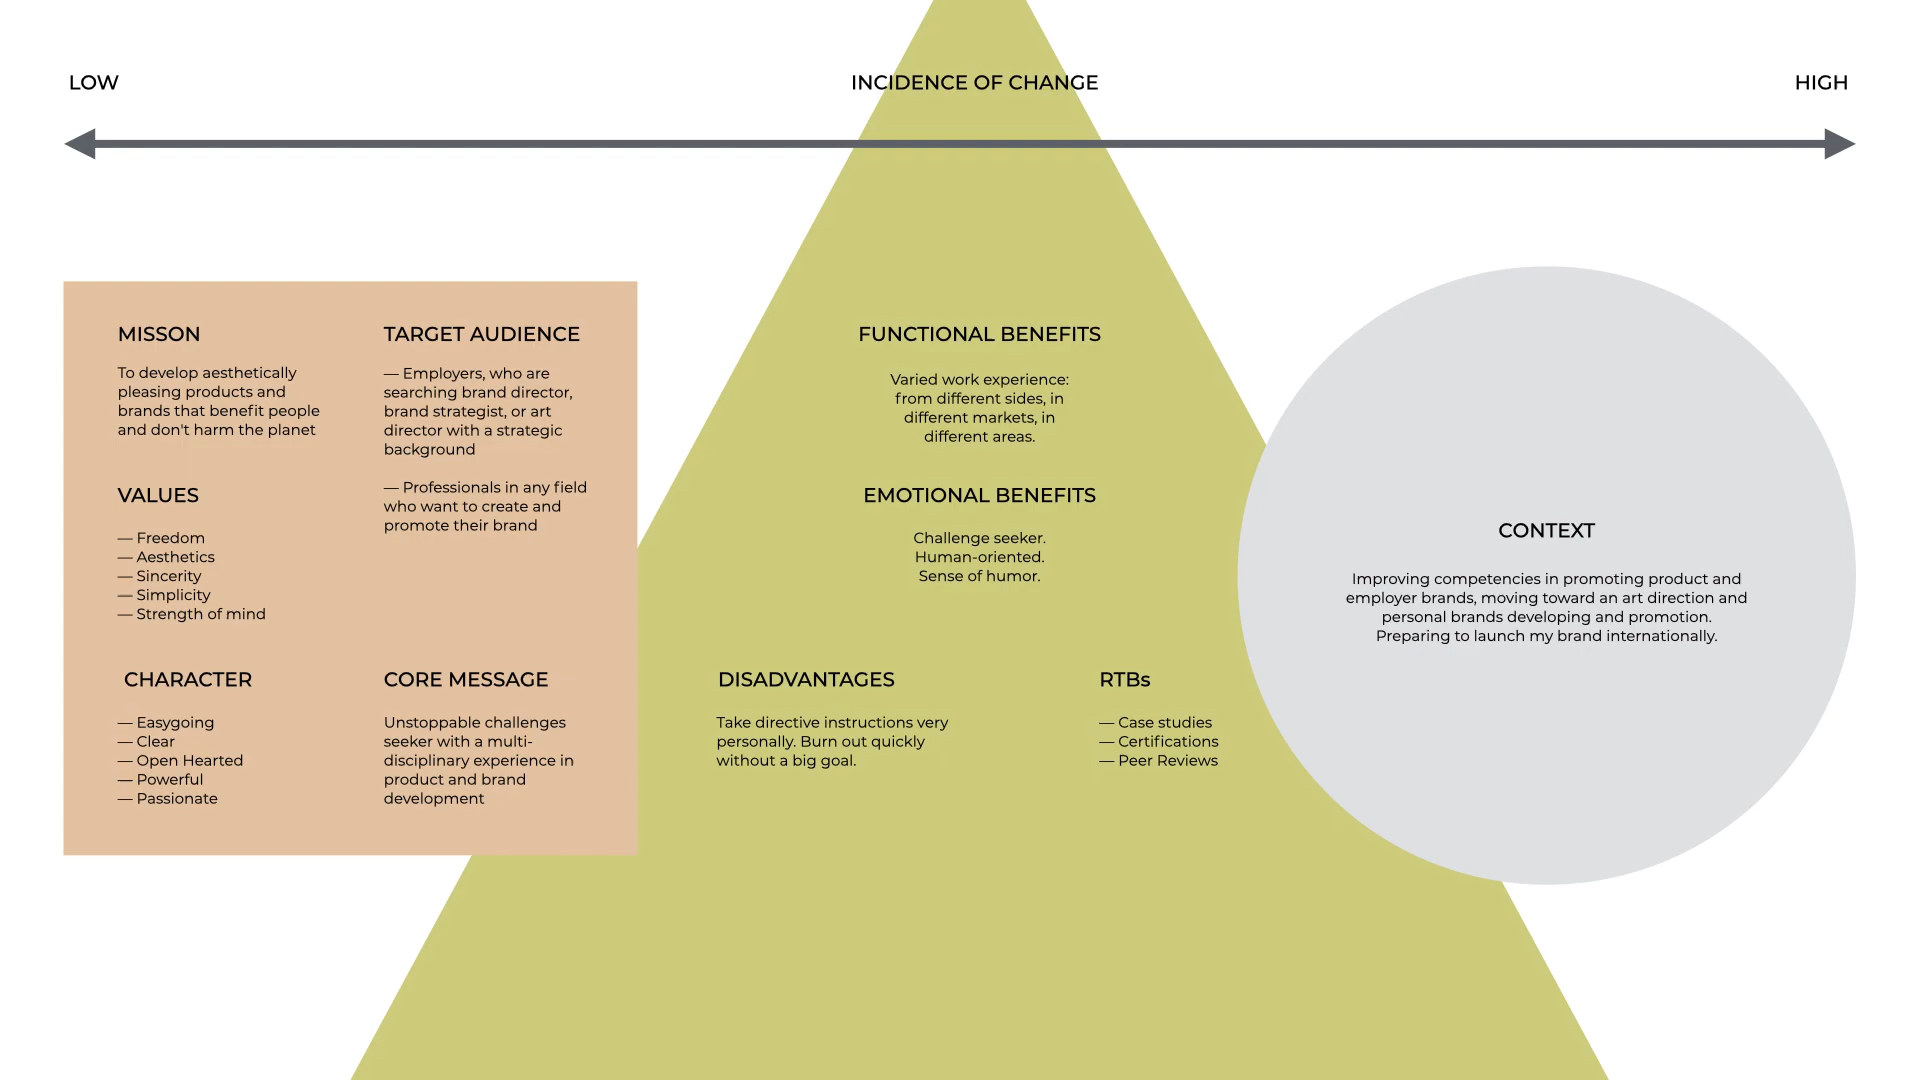 LOW
INCIDENCE OF CHANGE
HIGH
MISSON
To develop aesthetically
pleasing products and
brands that benefit people
and don't harm the planet
TARGET AUDIENCE
— Employers, who are
searching brand director,
brand strategist, or art
director with a strategic
background
— Professionals in any field
who want to create and
promote their brand
VALUES
— Freedom
— Aesthetics
— Sincerity
— Simplicity
— Strength of mind
CHARACTER
— Easygoing
— Clear
— Open Hearted
— Powerful
— Passionate
CORE MESSAGE
Unstoppable challenges
seeker with a multi-
disciplinary experience in
product and brand
development
FUNCTIONAL BENEFITS
Varied work experience:
from different sides, in
different markets, in
different areas.
EMOTIONAL BENEFITS
Challenge seeker.
Human-oriented.
Sense of humor.
DISADVANTAGES
Take directive instructions very
personally. Burn out quickly
without a big goal.
RTBs
— Case studies
— Certifications
— Peer Reviews
CONTEXT
Improving competencies in promoting product and
employer brands, moving toward an art direction and
personal brands developing and promotion.
Preparing to launch my brand internationally.